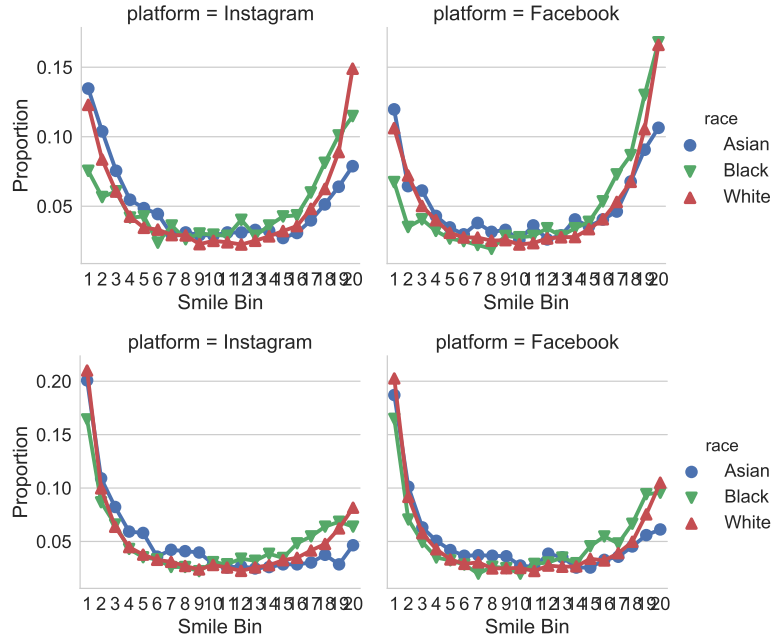 platform = Instagram platform = Facebook
0.15
0.10
0.05
Proportion
1 2 3 4 5 6 7 8 9 10 11 12 13 14 15 16 17 18 19 20
Smile Bin
1 2 3 4 5 6 7 8 9 10 11 12 13 14 15 16 17 18 19 20
Smile Bin
race
Asian
Black
White
platform = Instagram platform = Facebook
0.20
0.15
0.10
0.05
Proportion
1 2 3 4 5 6 7 8 9 10 11 12 13 14 15 16 17 18 19 20
Smile Bin
1 2 3 4 5 6 7 8 9 10 11 12 13 14 15 16 17 18 19 20
Smile Bin
race
Asian
Black
White